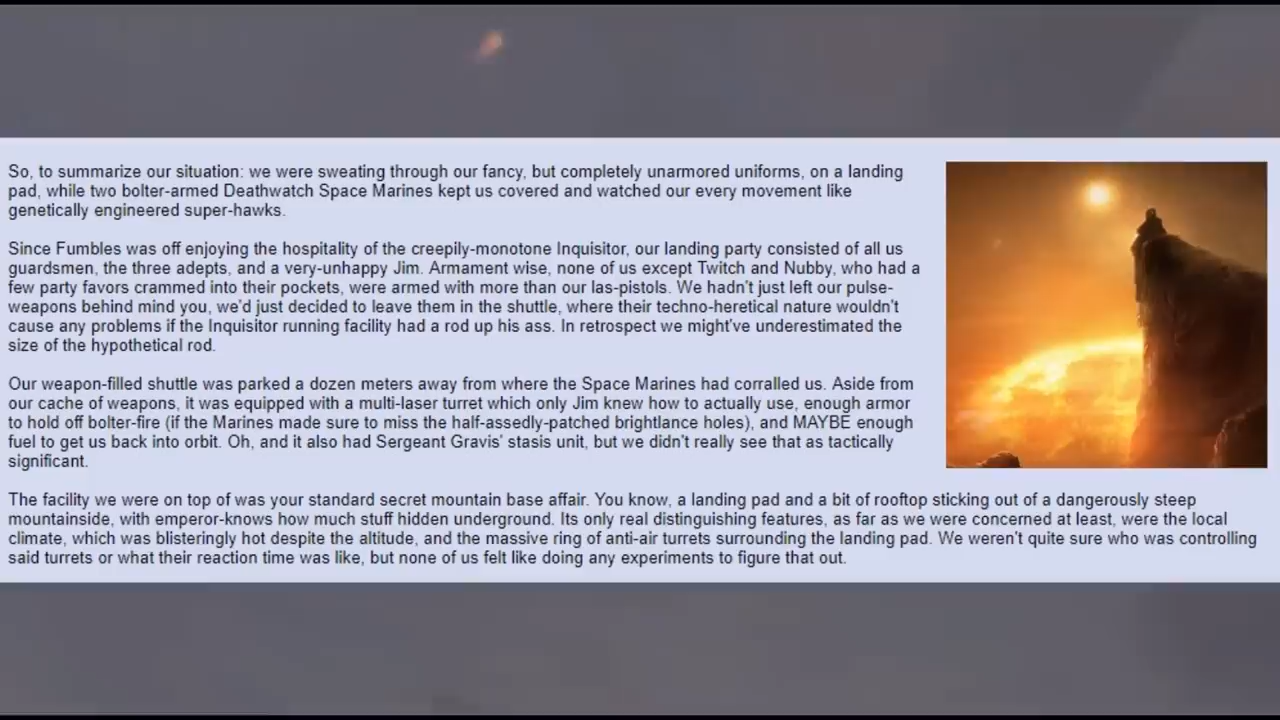 So, to summarize our situation: we were sweating through our fancy, but completely unarmored uniforms, on a landing
pad, while two bolter-armed Deathwatch Space Marines kept us covered and watched our every movement like
genetically engineered super-hawks.
Since Fumbles was off enjoying the hospitality of the creepily-monotone Inquisitor, our landing party consisted of all us
guardsmen, the three adepts, and a very-unhappy Jim. Armament wise, none of us except Twitch and Nubby, who had a
few party favors crammed into their pockets, were armed with more than our las-pistols. We hadn't just left our pulse-
weapons behind mind you, we'd just decided to leave them in the shuttle, where their techno-heretical nature wouldn't
cause any problems if the Inquisitor running facility had a rod up his ass. In retrospect we might've underestimated the
size of the hypothetical rod.
Our weapon-filled shuttle was parked a dozen meters away from where the Space Marines had corralled us. Aside from
our cache of weapons, it was equipped with a multi-laser turret which only Jim knew how to actually use, enough armor
to hold off bolter-fire (if the Marines made sure to miss the half-assedly-patched brightlance holes), and MAYBE enough
fuel to get us back into orbit. Oh, and it also had Sergeant Gravis' stasis unit, but we didn't really see that as tactically
significant.
The facility we were on top of was your standard secret mountain base affair. You know, a landing pad and a bit of rooftop sticking out of a dangerously steep
mountainside, with emperor-knows how much stuff hidden underground. Its only real distinguishing features, as far as we were concerned at least, were the local
climate, which was blisteringly hot despite the altitude, and the massive ring of anti-air turrets surrounding the landing pad. We weren't quite sure who was controlling
said turrets or what their reaction time was like, but none of us felt like doing any experiments to figure that out.